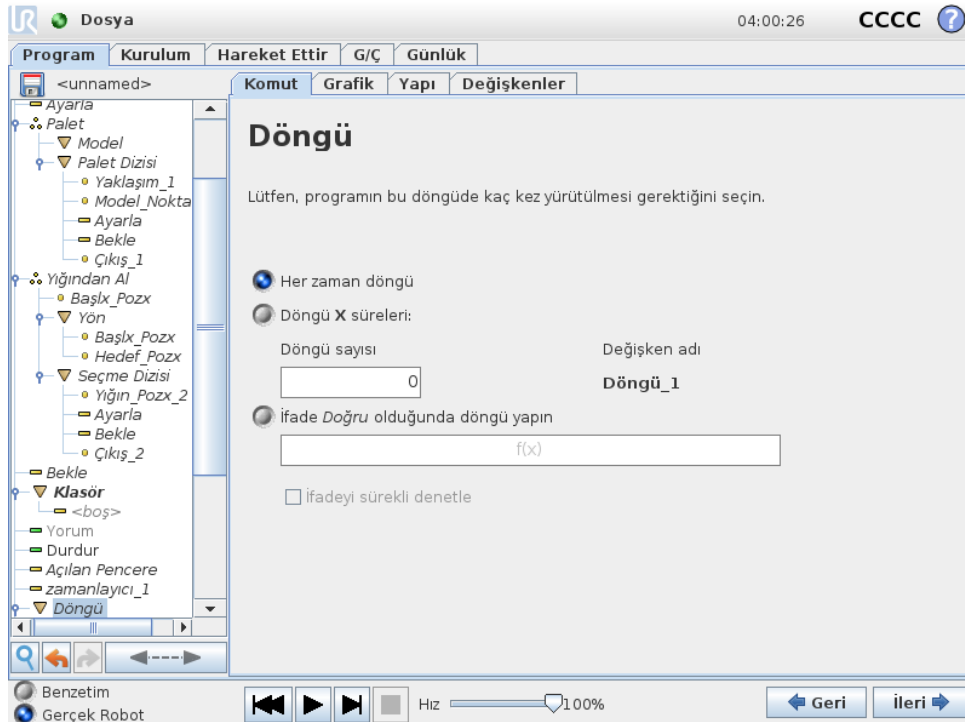 UR Dosya 04:00:26 CCCC ?
Program Kurulum Hareket Ettir G/Ç Günlük
<unnamed>
Komut Grafik Yapı Değişkenler
Ayarla
Palet
Model
Palet Dizisi
Yaklaşım_1
Model_Nokta
Ayarla
Bekle
Çıkış_1
Yığından Al
Başlx_Pozx
Yön
Başlx_Pozx
Hedef_Pozx
Seçme Dizisi
Yığın_Pozx_2
Ayarla
Bekle
Çıkış_2
Bekle
Klasör
<boş>
Yorum
Durdur
Açılan Pencere
zamanlayıcı_1
Döngü
Döngü
Lütfen, programın bu döngüde kaç kez yürütülmesi gerektiğini seçin.
Her zaman döngü
Döngü X süreleri:
Döngü sayısı Değişken adı
0 Döngü_1
İfade Doğru olduğunda döngü yapın
f(x)
İfadeyi sürekli denetle
Benzetim
Gerçek Robot
Hız 100%
Geri İleri